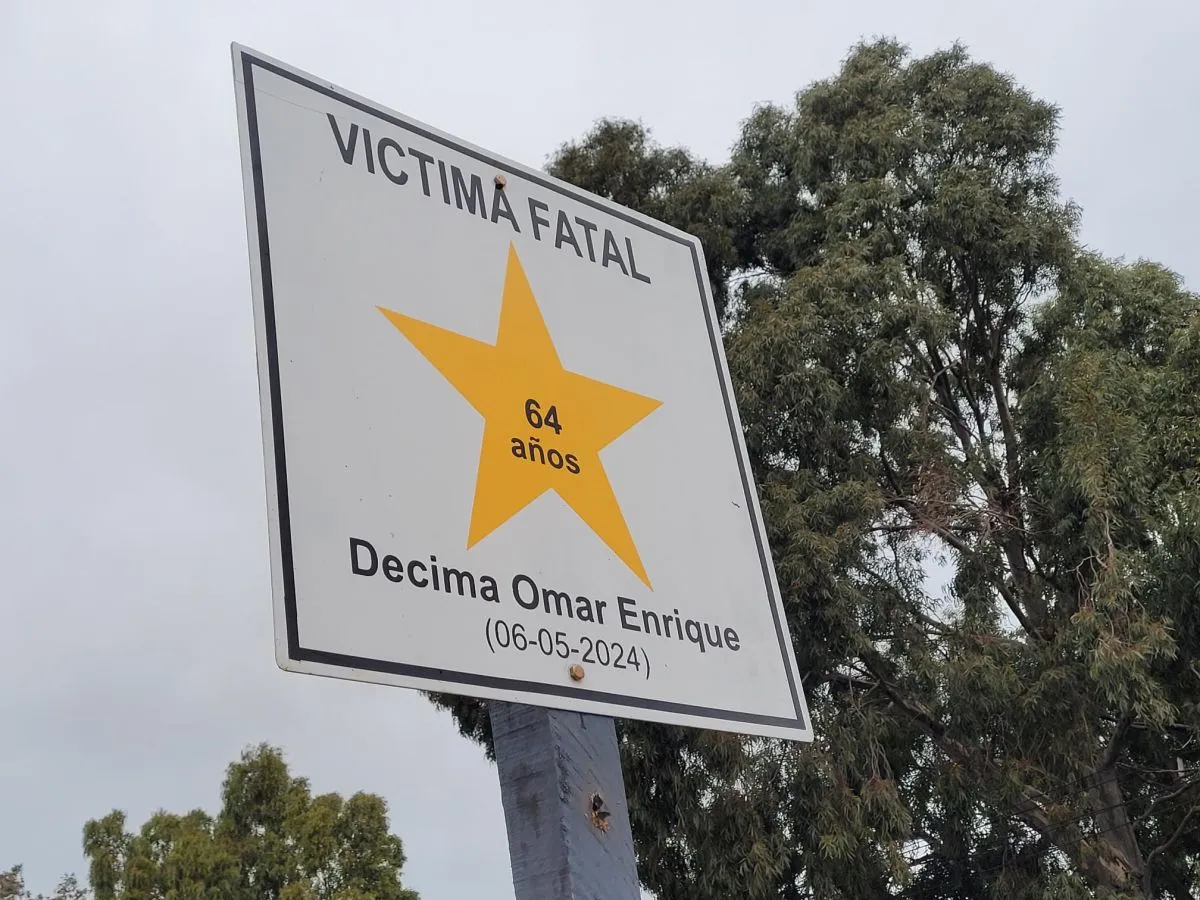 VICTIMA FATAL
64
años
Decima Omar Enrique
(06-05-2024)